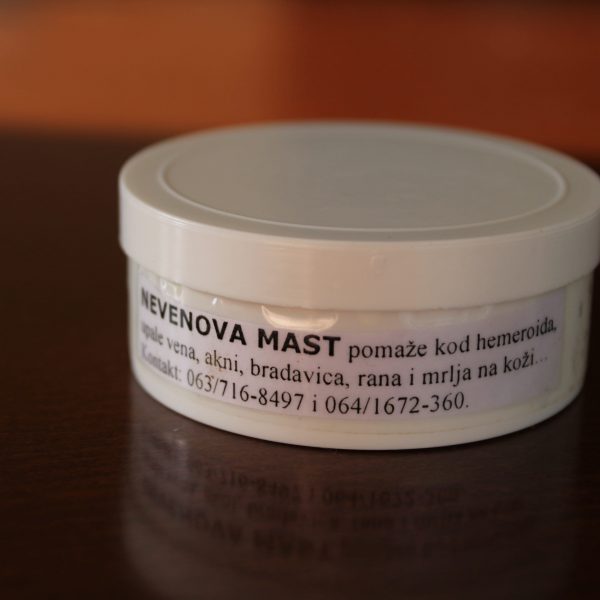 NEVENOVA MAST pomaže kod hemeroida,
upale vena, akni, bradavica, rana i mrlja na koži...
Kontakt: 063/716-8497 i 064/1672-360.